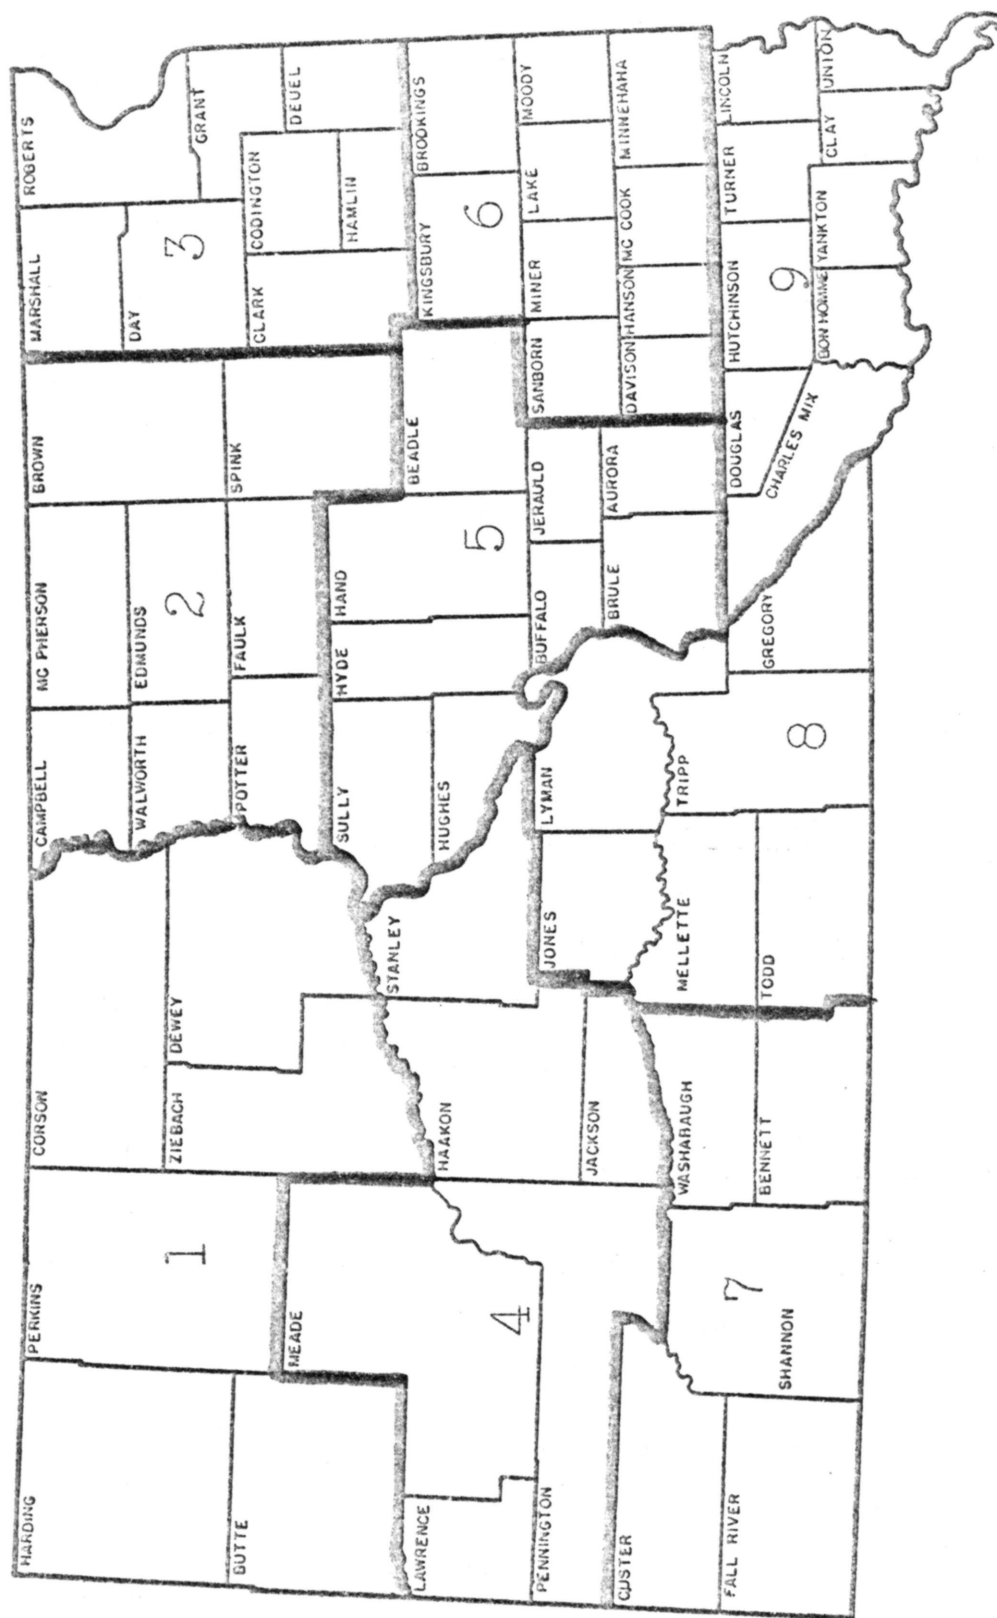 HARDING
PERKINS
CORSON
CAMPBELL
MC PHERSON
BROWN
MARSHALL
ROBERTS
WALWORTH
EDMUNDS
DAY
3
GRANT
BUTTE
1
ZIEBACH
DEWEY
POTTER
2
FAULK
SPINK
CLARK
CODINGTON
DEUEL
HAMLIN
MEADE
SULLY
HYDE
HAND
BEADLE
KINGSBURY
BROOKINGS
LAWRENCE
4
HAAKON
STANLEY
HUGHES
5
6
PENNINGTON
JONES
LYMAN
BUFFALO
JERAULD
SANBORN
MINER
LAKE
MOODY
JACKSON
BRULE
AURORA
DAVISON
HANSON
MC COOK
MINNEHAHA
CUSTER
WASHABAUGH
MELLETTE
TRIPP
GREGORY
CHARLES MIX
DOUGLAS
HUTCHINSON
TURNER
LINCOLN
FALL RIVER
SHANNON
7
BENNETT
TODD
8
9
BON HOMME
YANKTON
CLAY
UNION